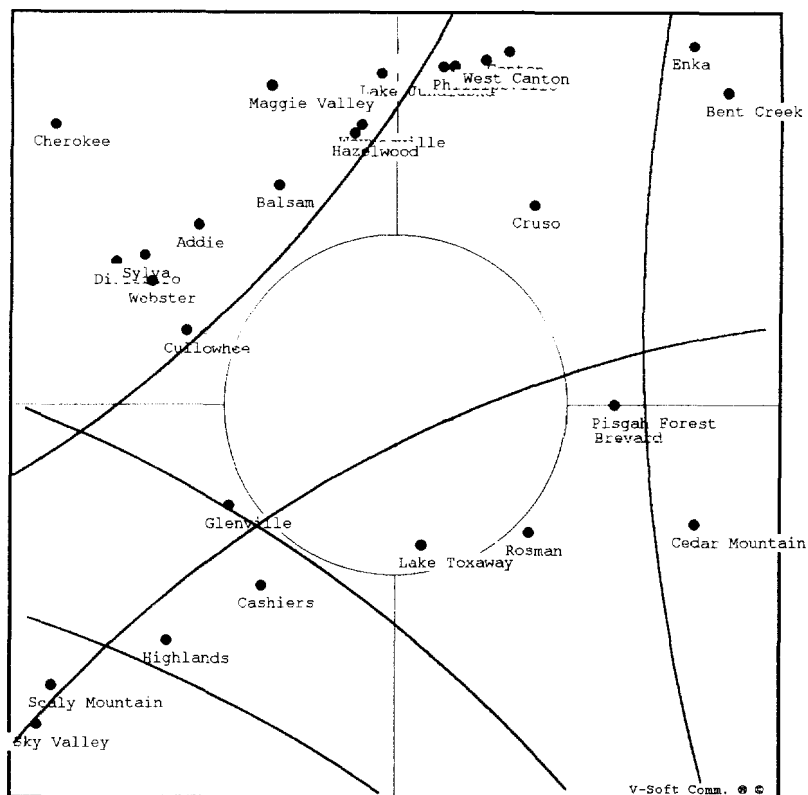 Enka
West Canton
Lake
Maggie Valley
Bent Creek
Cherokee
Hazelwood
Balsam
Cruso
Addie
Sylva
Webster
Cullowhee
Pisgah Forest
Brevard
Glenville
Rosman
Cedar Mountain
Lake Toxaway
Cashiers
Highlands
Scaly Mountain
Sky Valley
V-Soft Comm. ® ©